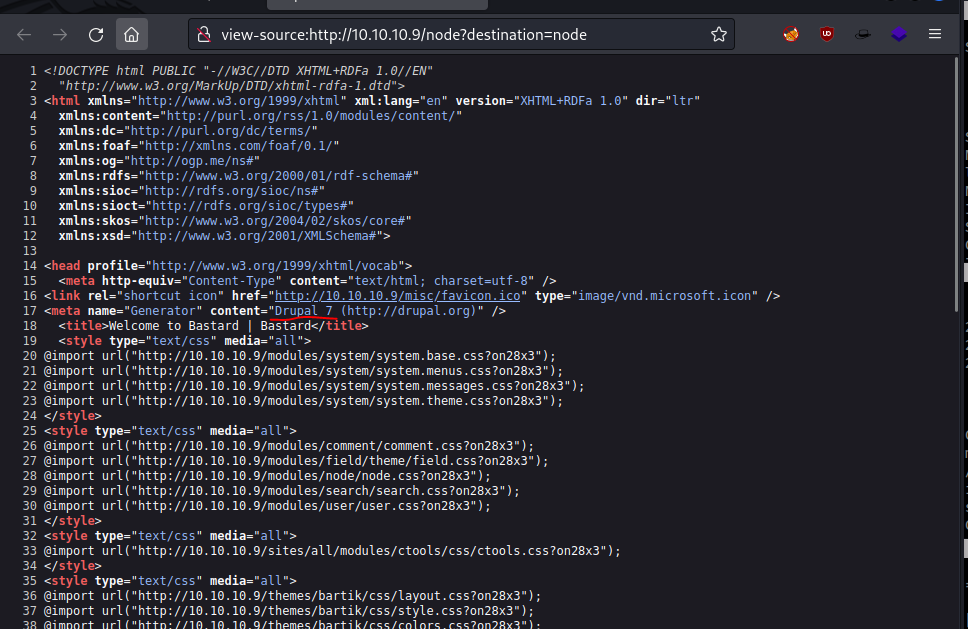 view-source:http://10.10.10.9/node?destination=node
1 <!DOCTYPE html PUBLIC "-//W3C//DTD XHTML+RDFa 1.0//EN"
2 "http://www.w3.org/MarkUp/DTD/xhtml-rdfa-1.dtd">
3 <html xmlns="http://www.w3.org/1999/xhtml" xml:lang="en" version="XHTML+RDFa 1.0" dir="ltr"
4 xmlns:content="http://purl.org/rss/1.0/modules/content/"
5 xmlns:dc="http://purl.org/dc/terms/"
6 xmlns:foaf="http://xmlns.com/foaf/0.1/"
7 xmlns:og="http://ogp.me/ns#"
8 xmlns:rdfs="http://www.w3.org/2000/01/rdf-schema#"
9 xmlns:sioc="http://rdfs.org/sioc/ns#"
10 xmlns:sioct="http://rdfs.org/sioc/types#"
11 xmlns:skos="http://www.w3.org/2004/02/skos/core#"
12 xmlns:xsd="http://www.w3.org/2001/XMLSchema#">
13
14 <head profile="http://www.w3.org/1999/xhtml/vocab">
15 <meta http-equiv="Content-Type" content="text/html; charset=utf-8" />
16 <link rel="shortcut icon" href="http://10.10.10.9/misc/favicon.ico" type="image/vnd.microsoft.icon" />
17 <meta name="Generator" content="Drupal 7 (http://drupal.org)" />
18 <title>Welcome to Bastard | Bastard</title>
19 <style type="text/css" media="all">
20 @import url("http://10.10.10.9/modules/system/system.base.css?on28x3");
21 @import url("http://10.10.10.9/modules/system/system.menus.css?on28x3");
22 @import url("http://10.10.10.9/modules/system/system.messages.css?on28x3");
23 @import url("http://10.10.10.9/modules/system/system.theme.css?on28x3");
24 </style>
25 <style type="text/css" media="all">
26 @import url("http://10.10.10.9/modules/comment/comment.css?on28x3");
27 @import url("http://10.10.10.9/modules/field/theme/field.css?on28x3");
28 @import url("http://10.10.10.9/modules/node/node.css?on28x3");
29 @import url("http://10.10.10.9/modules/search/search.css?on28x3");
30 @import url("http://10.10.10.9/modules/user/user.css?on28x3");
31 </style>
32 <style type="text/css" media="all">
33 @import url("http://10.10.10.9/sites/all/modules/ctools/css/ctools.css?on28x3");
34 </style>
35 <style type="text/css" media="all">
36 @import url("http://10.10.10.9/themes/bartik/css/layout.css?on28x3");
37 @import url("http://10.10.10.9/themes/bartik/css/style.css?on28x3");
38 @import url("http://10.10.10.9/themes/bartik/css/colors.css?on28x3");